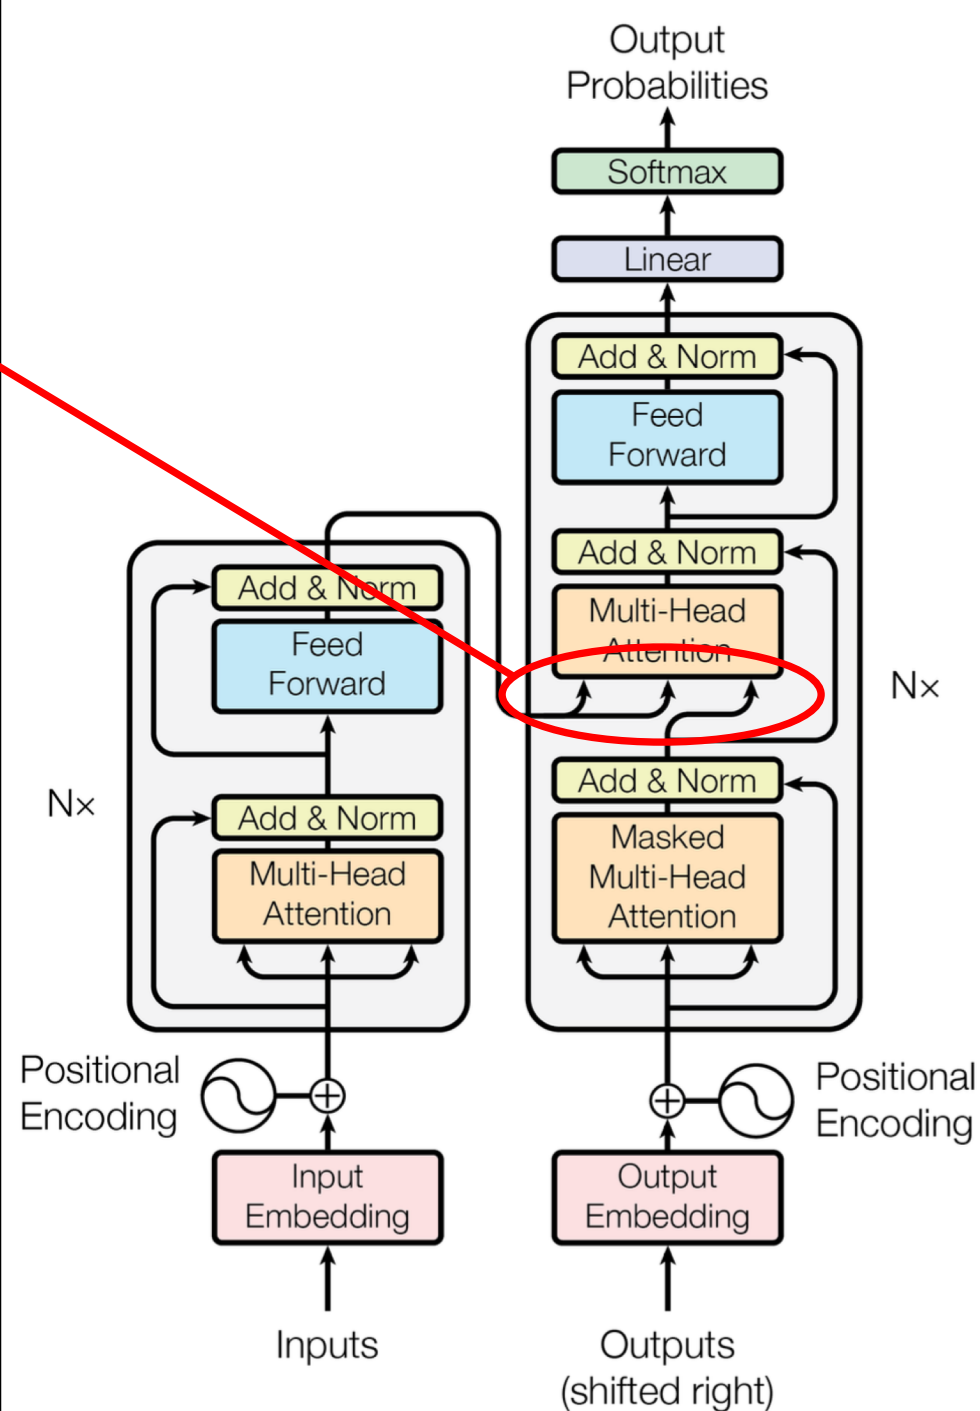 Output
Probabilities
Softmax
Linear
Add & Norm
Feed
Forward
Add & Norm
Multi-Head
Attention
Nx
Add & Norm
Masked
Multi-Head
Attention
Add & Norm
Feed
Forward
Nx
Add & Norm
Multi-Head
Attention
Positional
Encoding
Positional
Encoding
Input
Embedding
Output
Embedding
Inputs
Outputs
(shifted right)